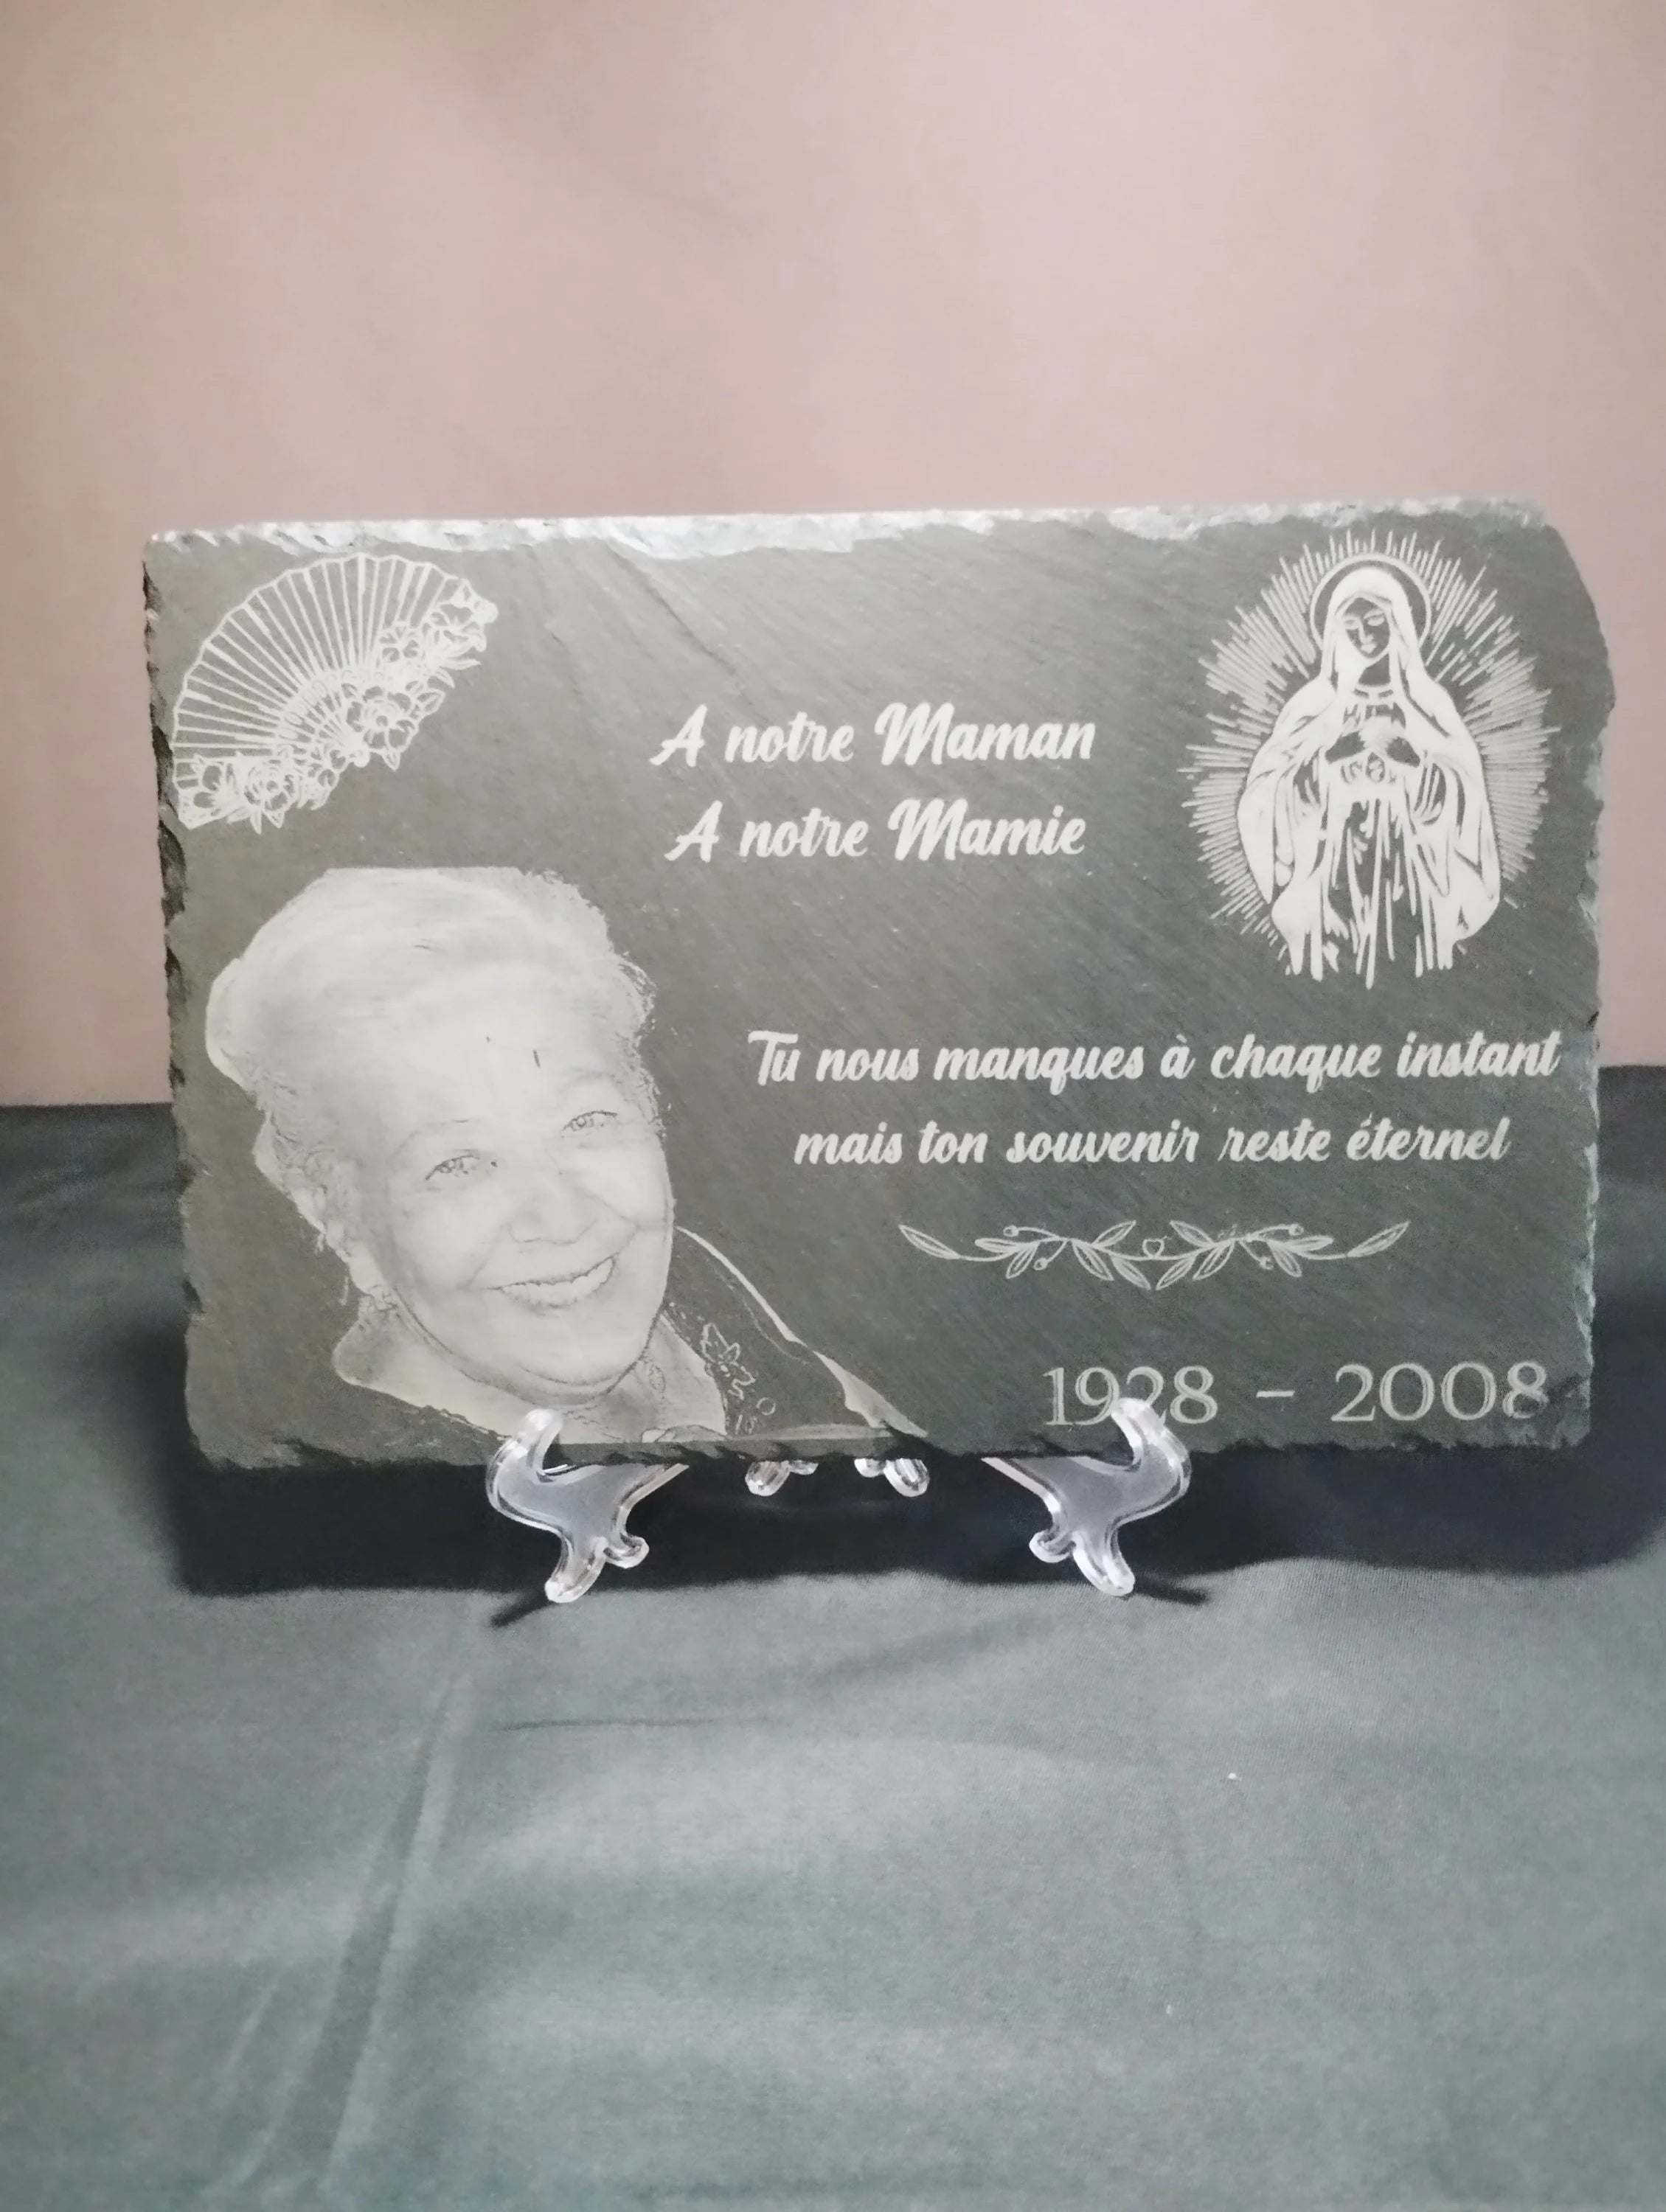 A notre Maman
A notre Mamie
Tu nous manques à chaque instant
mais ton souvenir reste éternel
1928 - 2008